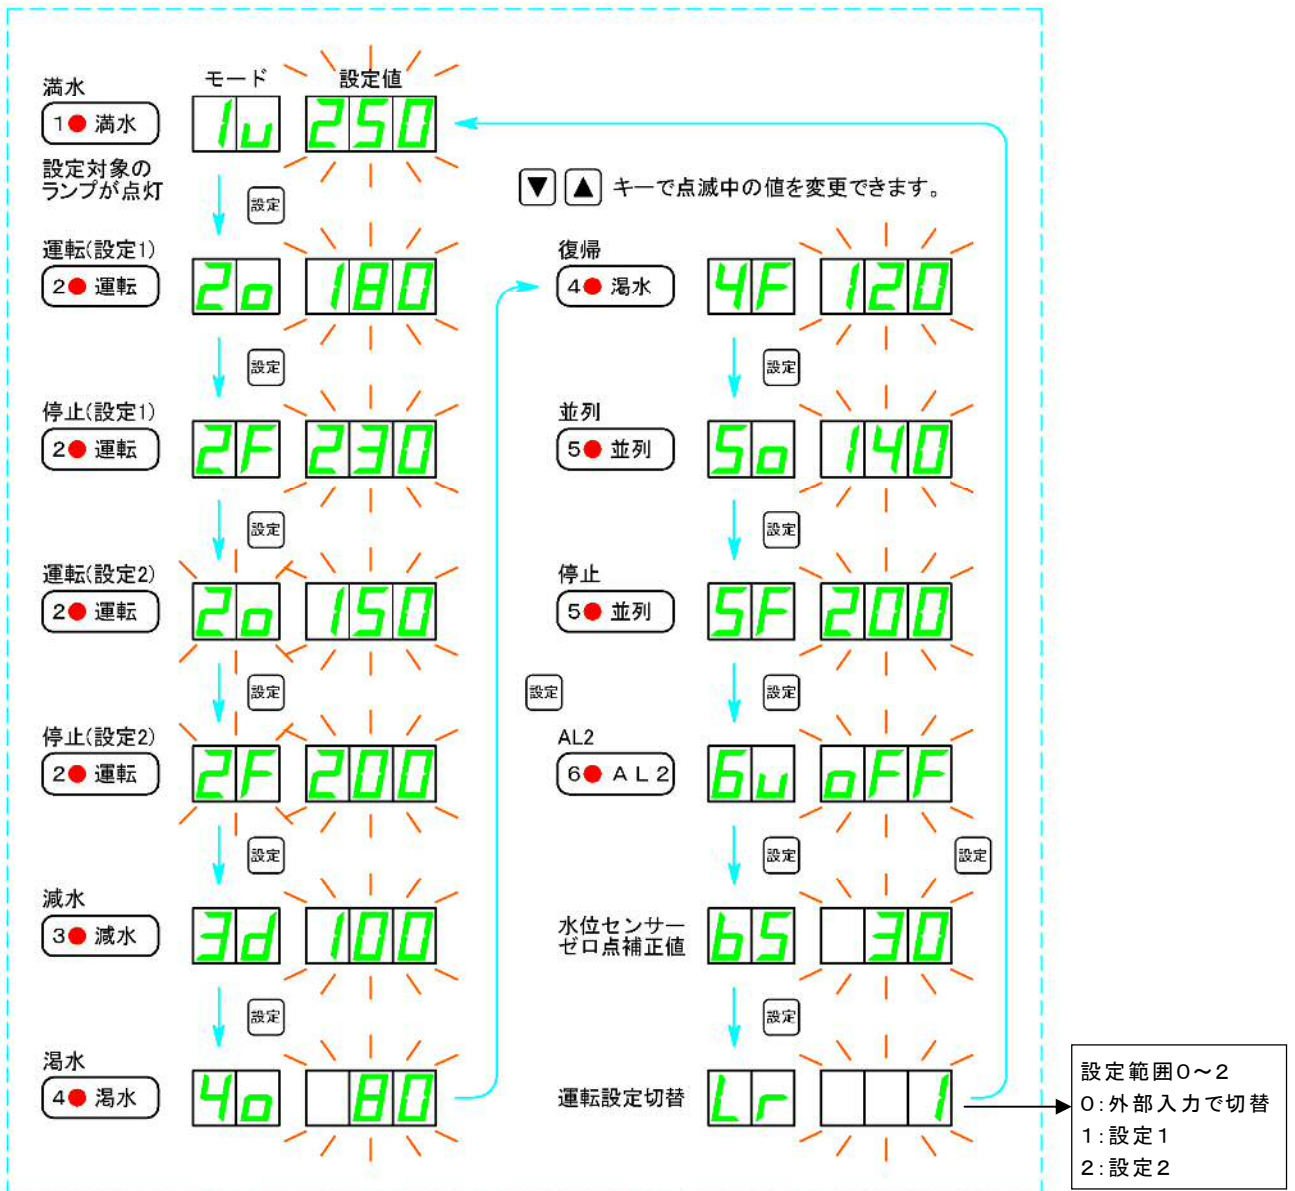 満水
モード
設定値
1● 満水
1u 250
設定対象の
ランプが点灯
設定
▼ ▲ キーで点滅中の値を変更できます。
運転(設定1)
2● 運転
2o 180
設定
停止(設定1)
2● 運転
2F 230
設定
運転(設定2)
2● 運転
2o 150
設定
停止(設定2)
2● 運転
2F 200
設定
減水
3● 減水
3d 100
設定
渇水
4● 渇水
4o 80
設定
復帰
4● 渇水
4F 120
設定
並列
5● 並列
5o 140
設定
停止
5● 並列
5F 200
設定
AL2
6● AL2
6u oFF
設定
水位センサー
ゼロ点補正値
bS 30
設定
運転設定切替
Lr 1
設定
設定範囲0～2
0:外部入力で切替
1:設定1
2:設定2